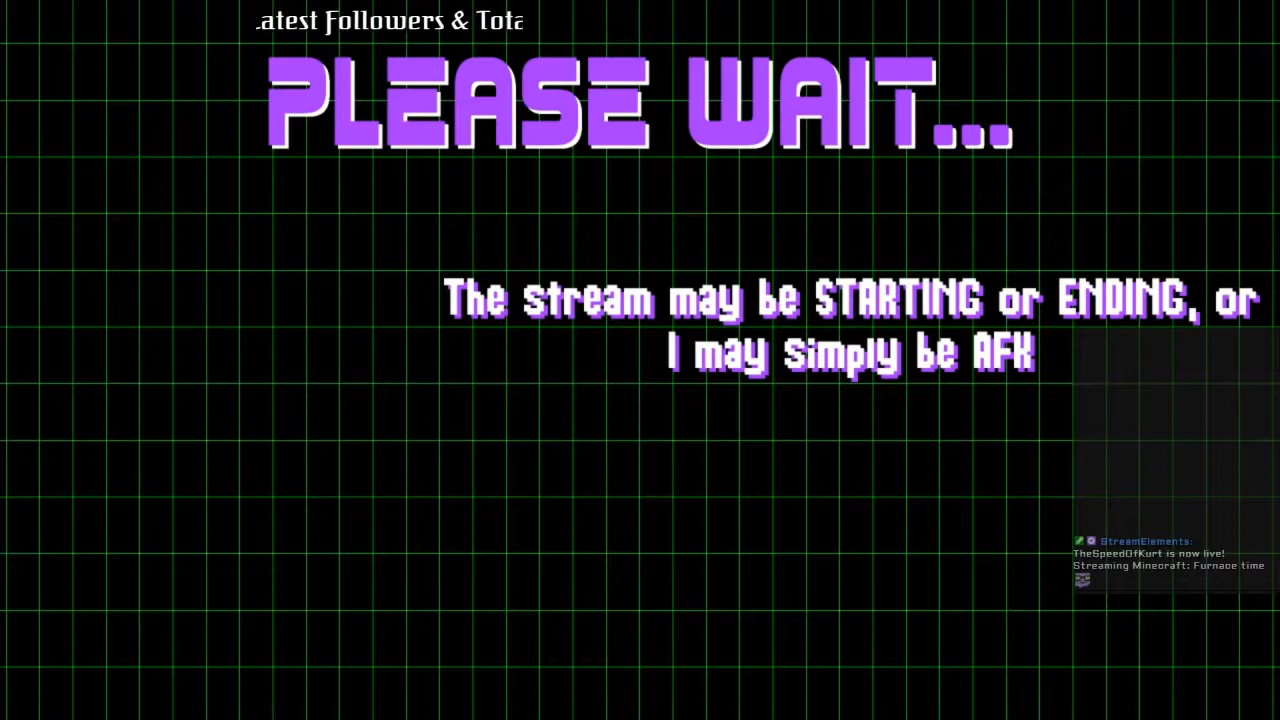 Latest Followers & Tota
PLEASE WAIT...
The stream may be STARTING or ENDING, or
I may simply be AFK
StreamElements:
TheSpeedOfKurt is now live!
Streaming Minecraft: Furnace time